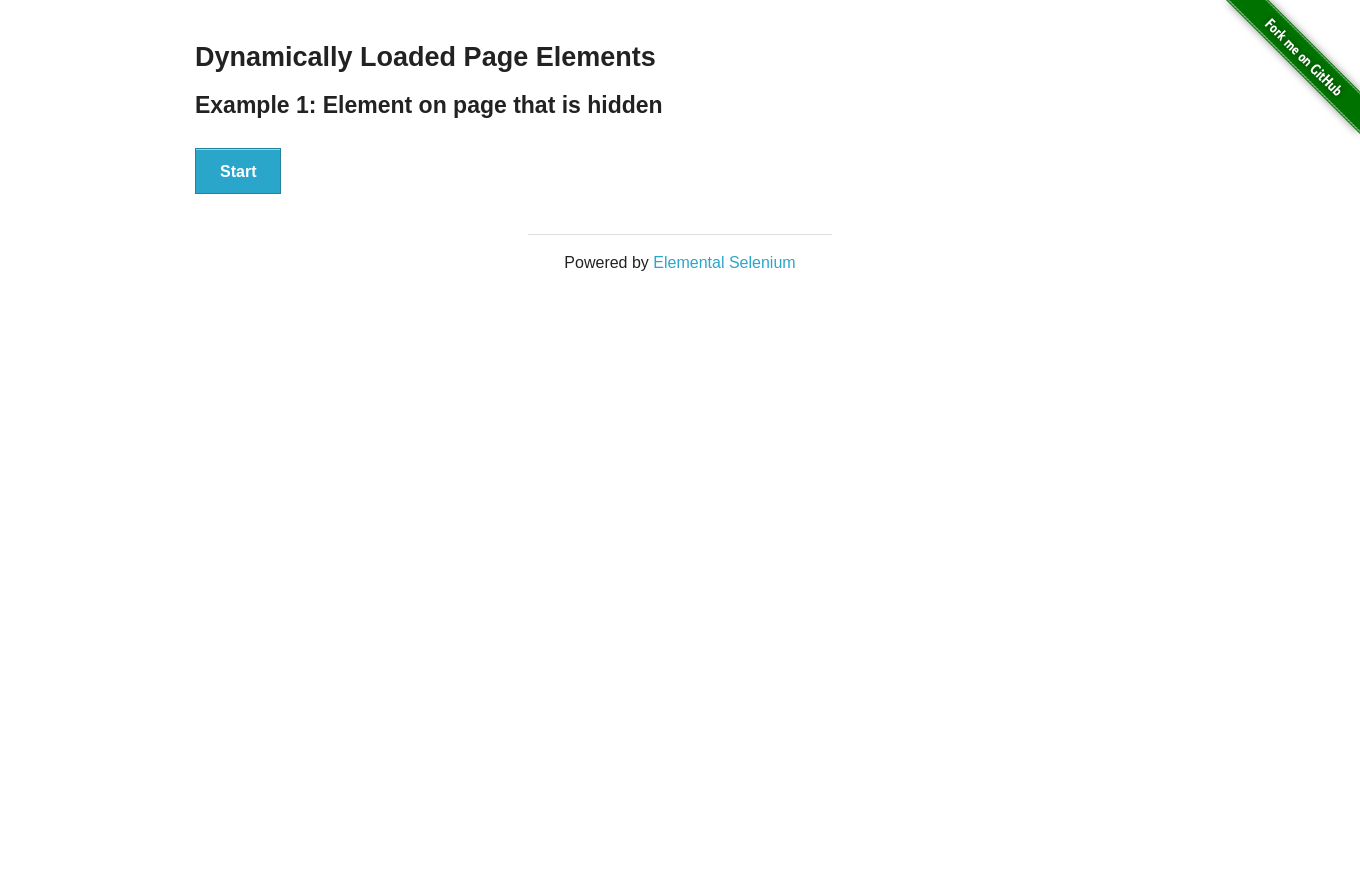 Dynamically Loaded Page Elements
Example 1: Element on page that is hidden
Start
Powered by Elemental Selenium
Fork me on GitHub